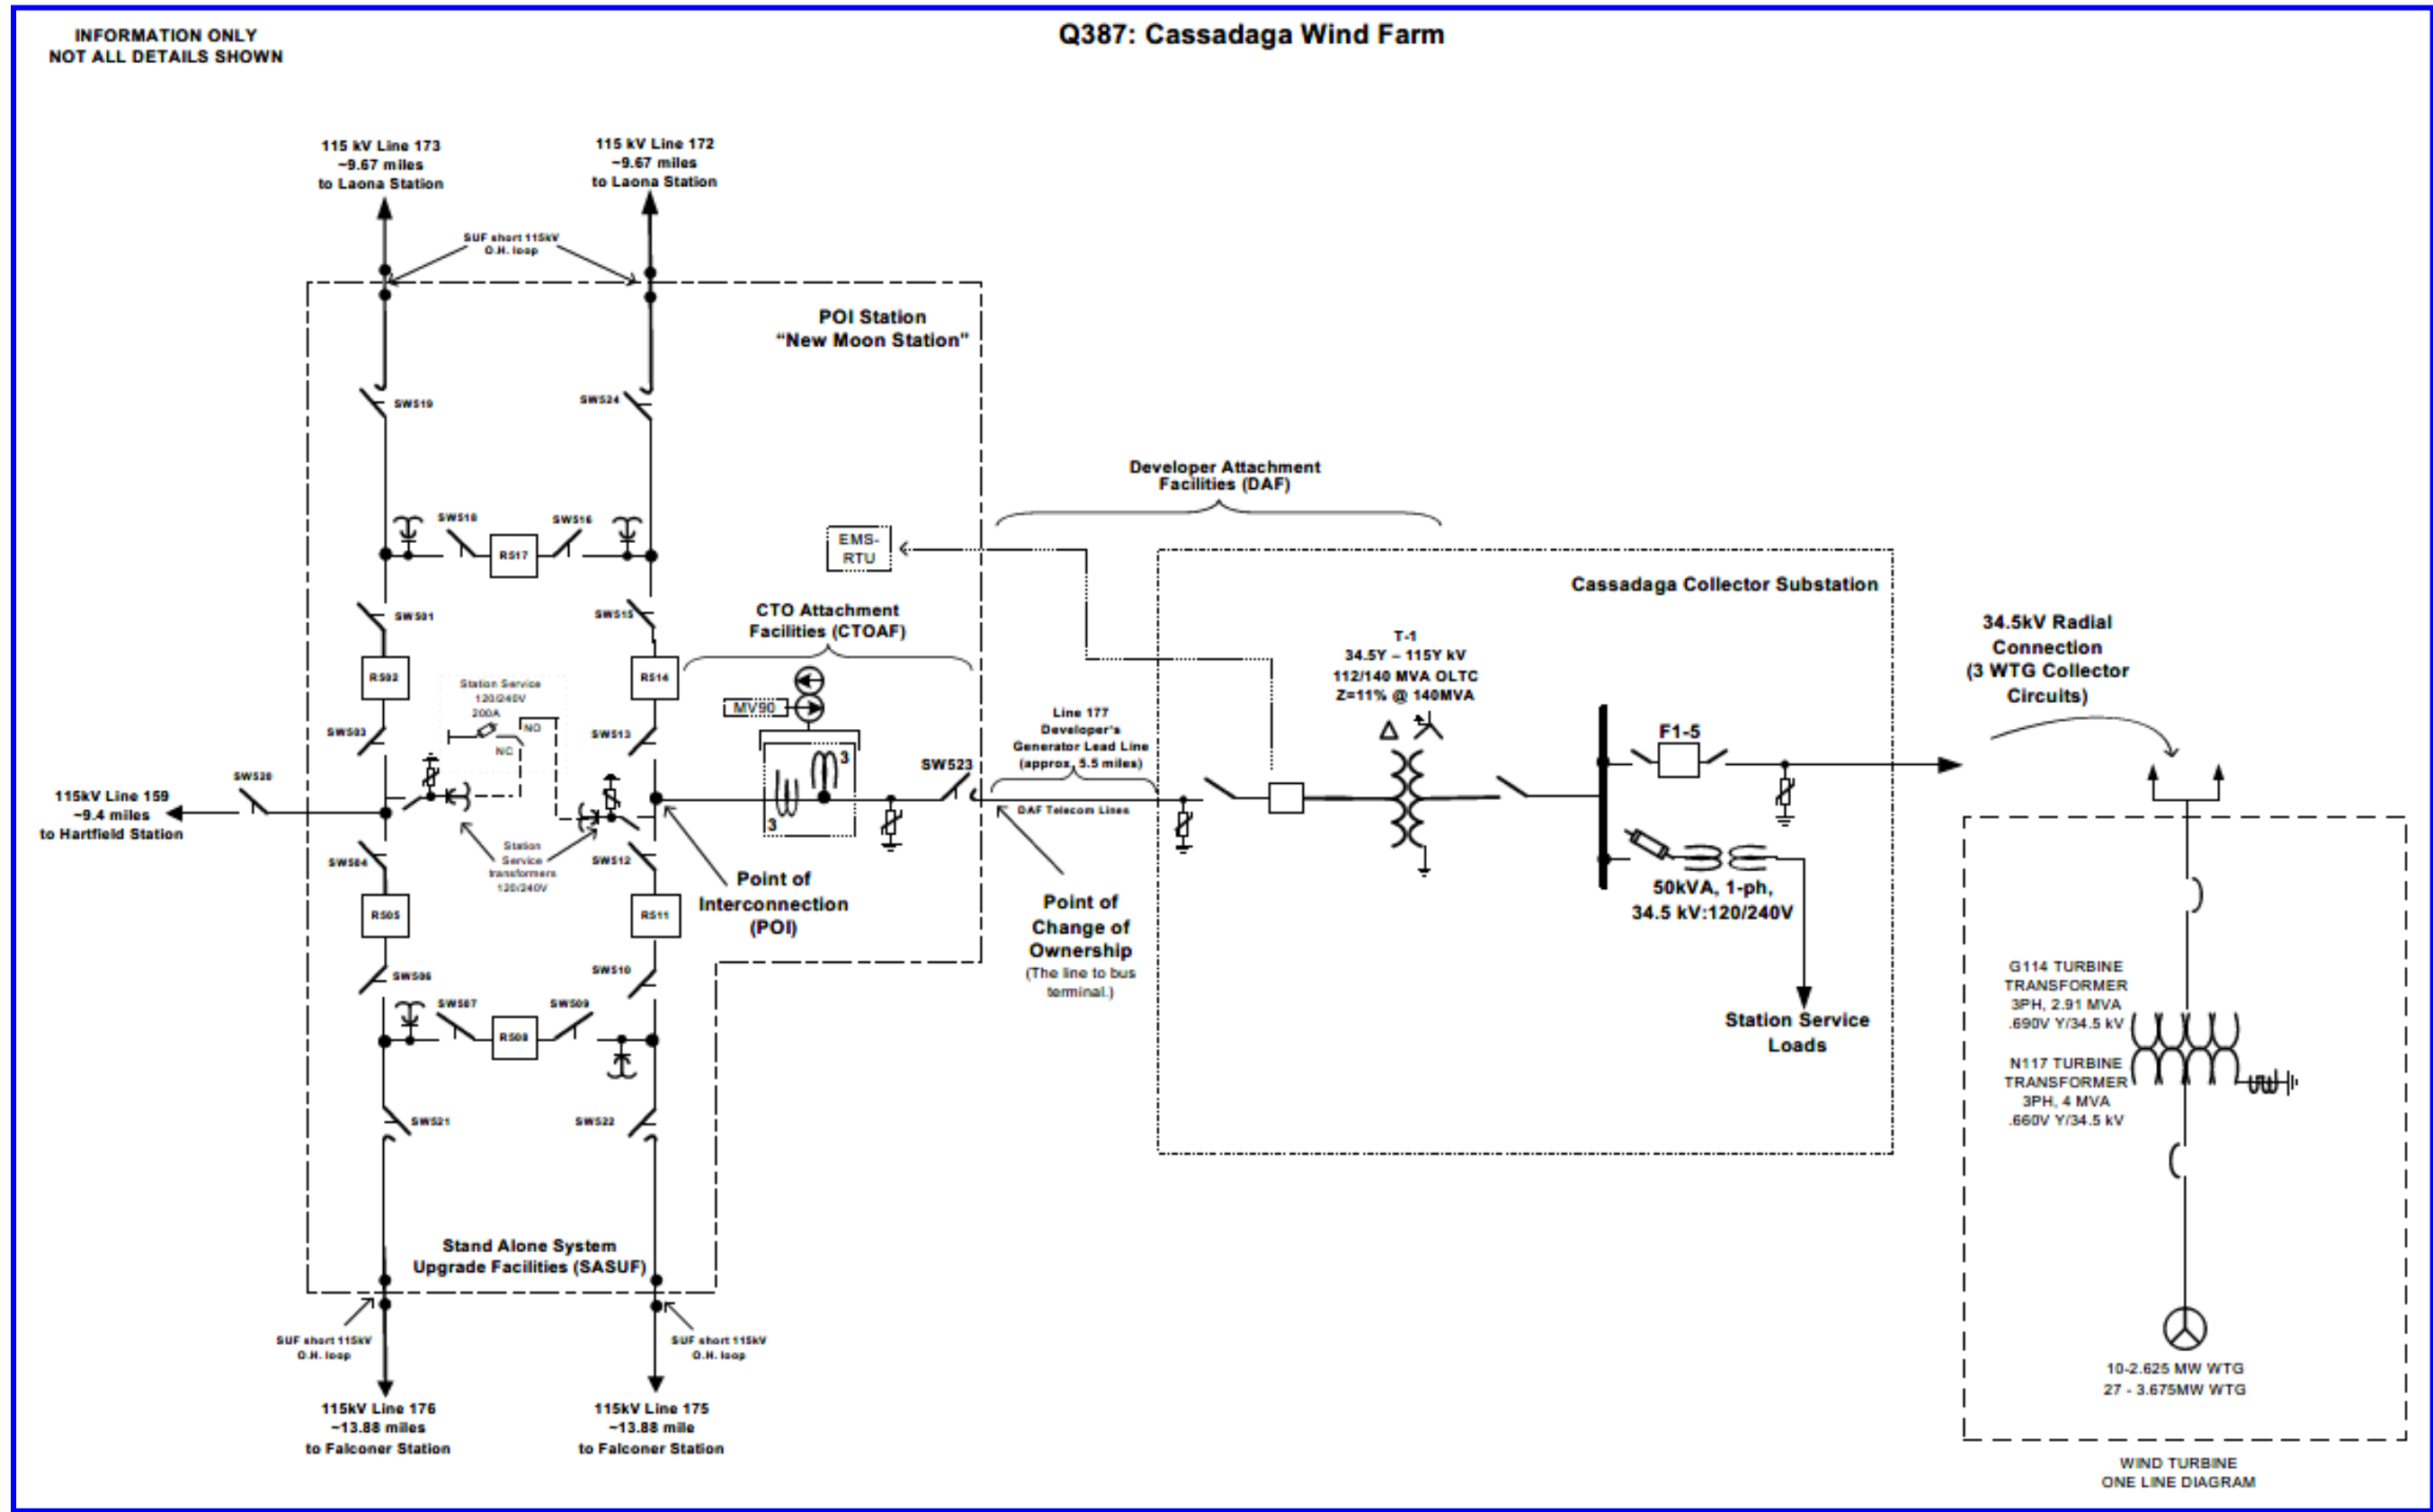 INFORMATION ONLY
NOT ALL DETAILS SHOWN
Q387: Cassadaga Wind Farm
115 kV Line 173
~9.67 miles
to Laona Station
115 kV Line 172
~9.67 miles
to Laona Station
SUF short 115kV
O.H. loop
POI Station
“New Moon Station”
SW519
SW524
Developer Attachment
Facilities (DAF)
SW518
R517
SW516
EMS-
RTU
Cassadaga Collector Substation
SW501
SW515
CTO Attachment
Facilities (CTOAF)
34.5kV Radial
Connection
(3 WTG Collector
Circuits)
T-1
34.5Y – 115Y kV
112/140 MVA OLTC
Z=11% @ 140MVA
R502
R514
Station Service
120/240V
200A
NO
NC
MV90
SW503
SW513
Line 177
Developer's
Generator Lead Line
(approx. 5.5 miles)
F1-5
3
3
SW523
SW520
115kV Line 159
~9.4 miles
to Hartfield Station
DAF Telecom Lines
Station
Service
transformers
120/240V
SW504
SW512
Point of
Interconnection
(POI)
Point of
Change of
Ownership
(The line to bus
terminal.)
50kVA, 1-ph,
34.5 kV:120/240V
R505
R511
SW506
SW510
SW507
R508
SW509
Station Service
Loads
G114 TURBINE
TRANSFORMER
3PH, 2.91 MVA
.690V Y/34.5 kV
N117 TURBINE
TRANSFORMER
3PH, 4 MVA
.660V Y/34.5 kV
SW521
SW522
Stand Alone System
Upgrade Facilities (SASUF)
SUF short 115kV
O.H. loop
SUF short 115kV
O.H. loop
10-2.625 MW WTG
27 - 3.675MW WTG
115kV Line 176
~13.88 miles
to Falconer Station
115kV Line 175
~13.88 mile
to Falconer Station
WIND TURBINE
ONE LINE DIAGRAM